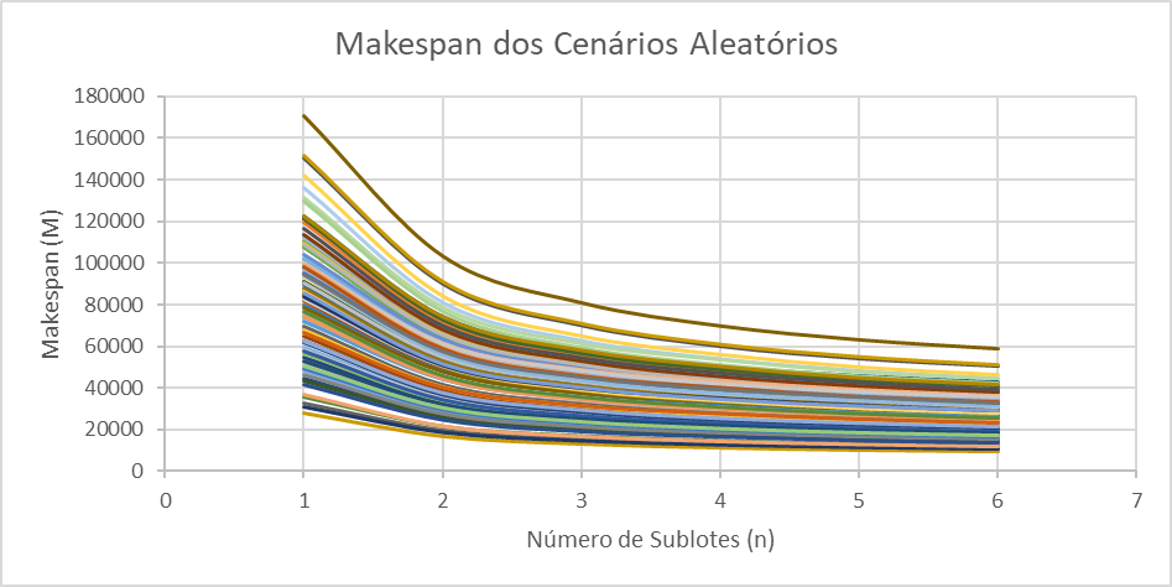 Makespan dos Cenários Aleatórios
Makespan (M)
180000
160000
140000
120000
100000
80000
60000
40000
20000
0
0 1 2 3 4 5 6 7
Número de Sublotes (n)